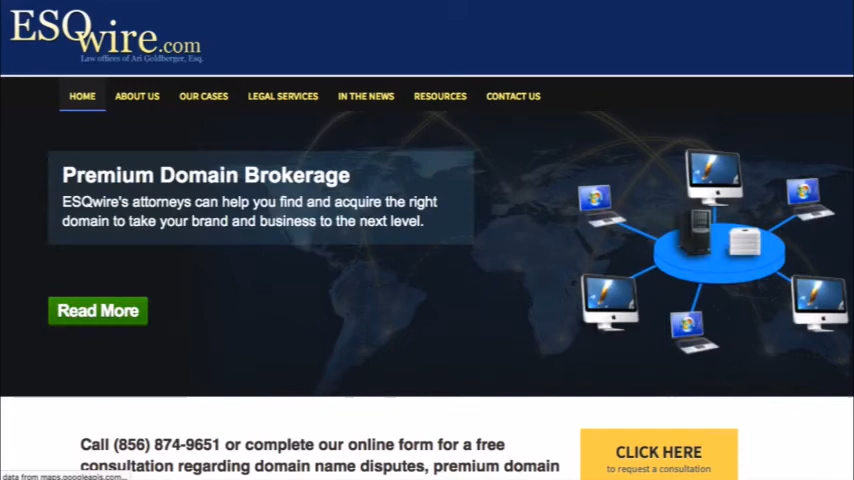 ESQwire.com
Law offices of Ari Goldberger, Esq.
HOME ABOUT US OUR CASES LEGAL SERVICES IN THE NEWS RESOURCES CONTACT US
Premium Domain Brokerage
ESQwire's attorneys can help you find and acquire the right
domain to take your brand and business to the next level.
Read More
Call (856) 874-9651 or complete our online form for a free
consultation regarding domain name disputes, premium domain
CLICK HERE
to request a consultation
data from maps.googleapis.com...